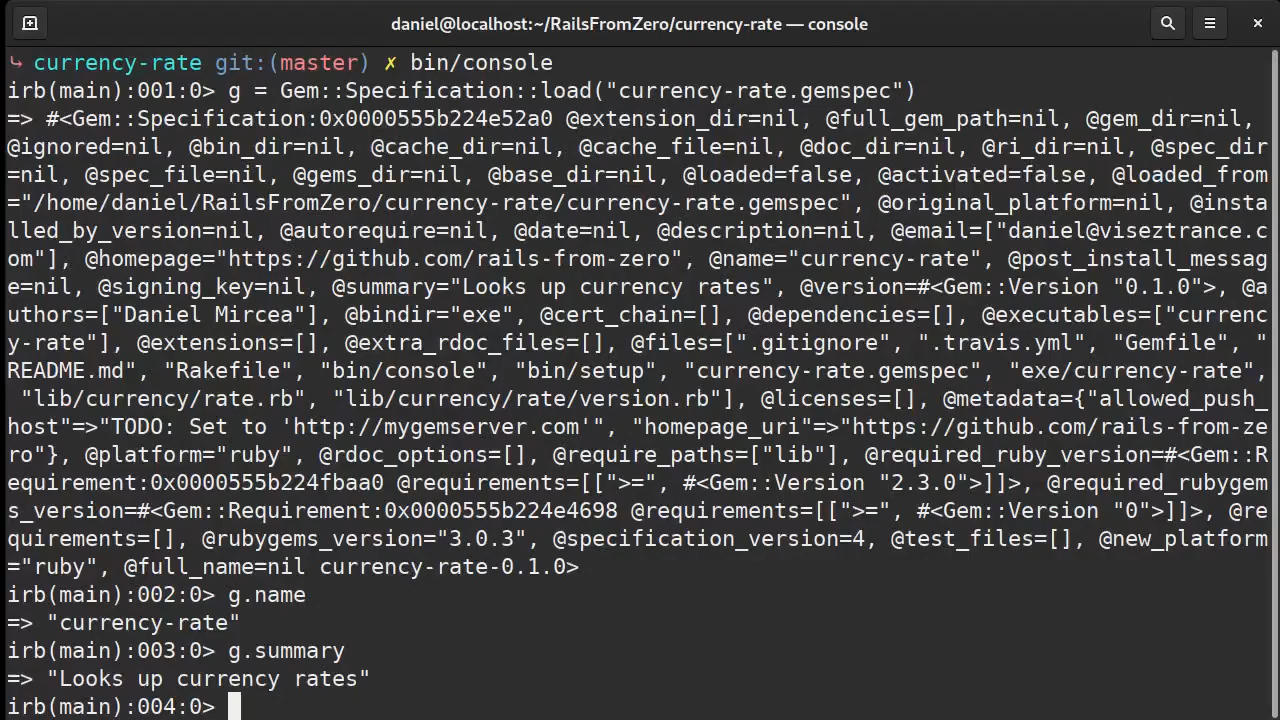 daniel@localhost:~/RailsFromZero/currency-rate — console
↪ currency-rate git:(master) ✗ bin/console
irb(main):001:0> g = Gem::Specification::load("currency-rate.gemspec")
=> #<Gem::Specification:0x0000555b224e52a0 @extension_dir=nil, @full_gem_path=nil, @gem_dir=nil,
@ignored=nil, @bin_dir=nil, @cache_dir=nil, @cache_file=nil, @doc_dir=nil, @ri_dir=nil, @spec_dir
=nil, @spec_file=nil, @gems_dir=nil, @base_dir=nil, @loaded=false, @activated=false, @loaded_from
="/home/daniel/RailsFromZero/currency-rate/currency-rate.gemspec", @original_platform=nil, @insta
lled_by_version=nil, @autorequire=nil, @date=nil, @description=nil, @email=["daniel@viseztrance.c
om"], @homepage="https://github.com/rails-from-zero", @name="currency-rate", @post_install_messag
e=nil, @signing_key=nil, @summary="Looks up currency rates", @version=#<Gem::Version "0.1.0">, @a
uthors=["Daniel Mircea"], @bindir="exe", @cert_chain=[], @dependencies=[], @executables=["currenc
y-rate"], @extensions=[], @extra_rdoc_files=[], @files=[".gitignore", ".travis.yml", "Gemfile", "
README.md", "Rakefile", "bin/console", "bin/setup", "currency-rate.gemspec", "exe/currency-rate",
 "lib/currency/rate.rb", "lib/currency/rate/version.rb"], @licenses=[], @metadata={"allowed_push_
host"=>"TODO: Set to 'http://mygemserver.com'", "homepage_uri"=>"https://github.com/rails-from-ze
ro"}, @platform="ruby", @rdoc_options=[], @require_paths=["lib"], @required_ruby_version=#<Gem::R
equirement:0x0000555b224fbaa0 @requirements=[[">=", #<Gem::Version "2.3.0">]]>, @required_rubygem
s_version=#<Gem::Requirement:0x0000555b224e4698 @requirements=[[">=", #<Gem::Version "0">]]>, @re
quirements=[], @rubygems_version="3.0.3", @specification_version=4, @test_files=[], @new_platform
="ruby", @full_name=nil currency-rate-0.1.0>
irb(main):002:0> g.name
=> "currency-rate"
irb(main):003:0> g.summary
=> "Looks up currency rates"
irb(main):004:0>